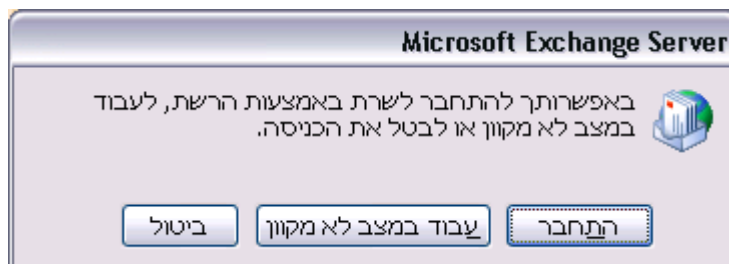 Microsoft Exchange Server
באפשרותך להתחבר לשרת באמצעות הרשת, לעבוד
במצב לא מקוון או לבטל את הכניסה.
התחבר עבוד במצב לא מקוון ביטול